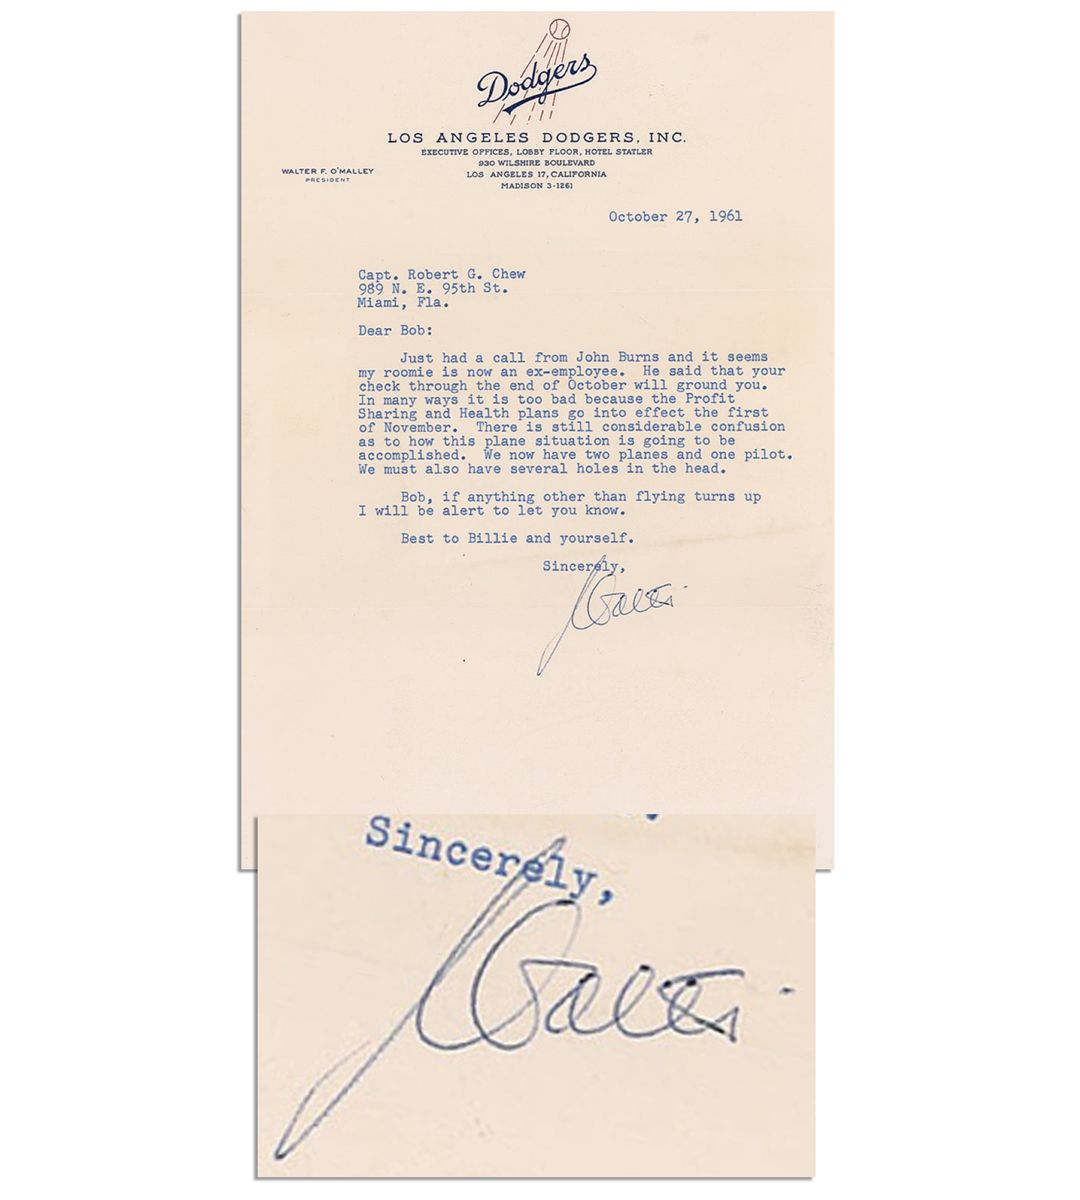 Dodgers
LOS ANGELES DODGERS, INC.
EXECUTIVE OFFICES, LOBBY FLOOR, HOTEL STATLER
930 WILSHIRE BOULEVARD
LOS ANGELES 17, CALIFORNIA
MADISON 3-1261
WALTER F. O'MALLEY
PRESIDENT
October 27, 1961
Capt. Robert G. Chew
989 N. E. 95th St.
Miami, Fla.
Dear Bob:
Just had a call from John Burns and it seems
my roomie is now an ex-employee. He said that your
check through the end of October will ground you.
In many ways it is too bad because the Profit
Sharing and Health plans go into effect the first
of November. There is still considerable confusion
as to how this plane situation is going to be
accomplished. We now have two planes and one pilot.
We must also have several holes in the head.
Bob, if anything other than flying turns up
I will be alert to let you know.
Best to Billie and yourself.
Sincerely,
Walter
Sincerely,
Walter